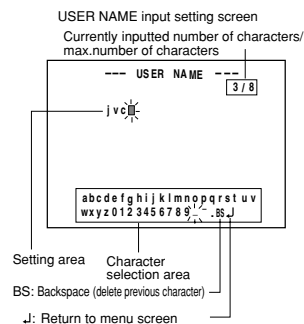 USER NAME input setting screen
Currently inputted number of characters/
max.number of characters
--- USER NAME ---
3 / 8
jvc
abcdefghijklmnopqrstuv
wxyz0123456789_-.BS↲
Setting area
Character
selection area
BS: Backspace (delete previous character)
↲: Return to menu screen